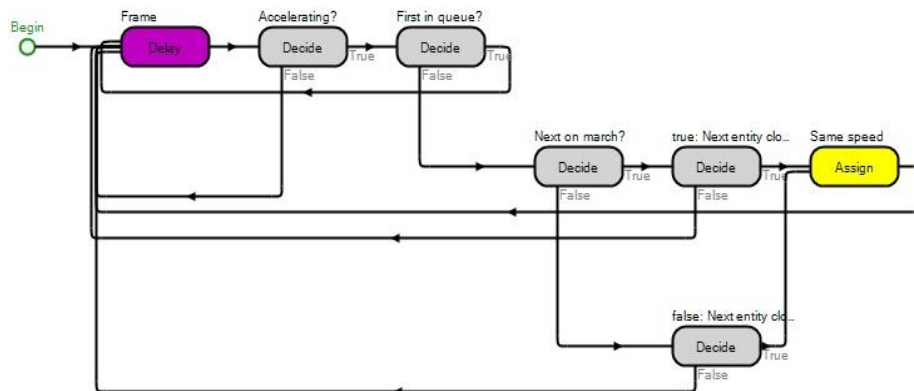 Begin
Frame
Delay
Accelerating?
Decide
True
False
First in queue?
Decide
True
False
Next on march?
Decide
True
False
true: Next entity clo...
Decide
True
False
Same speed
Assign
false: Next entity clo...
Decide
True
False